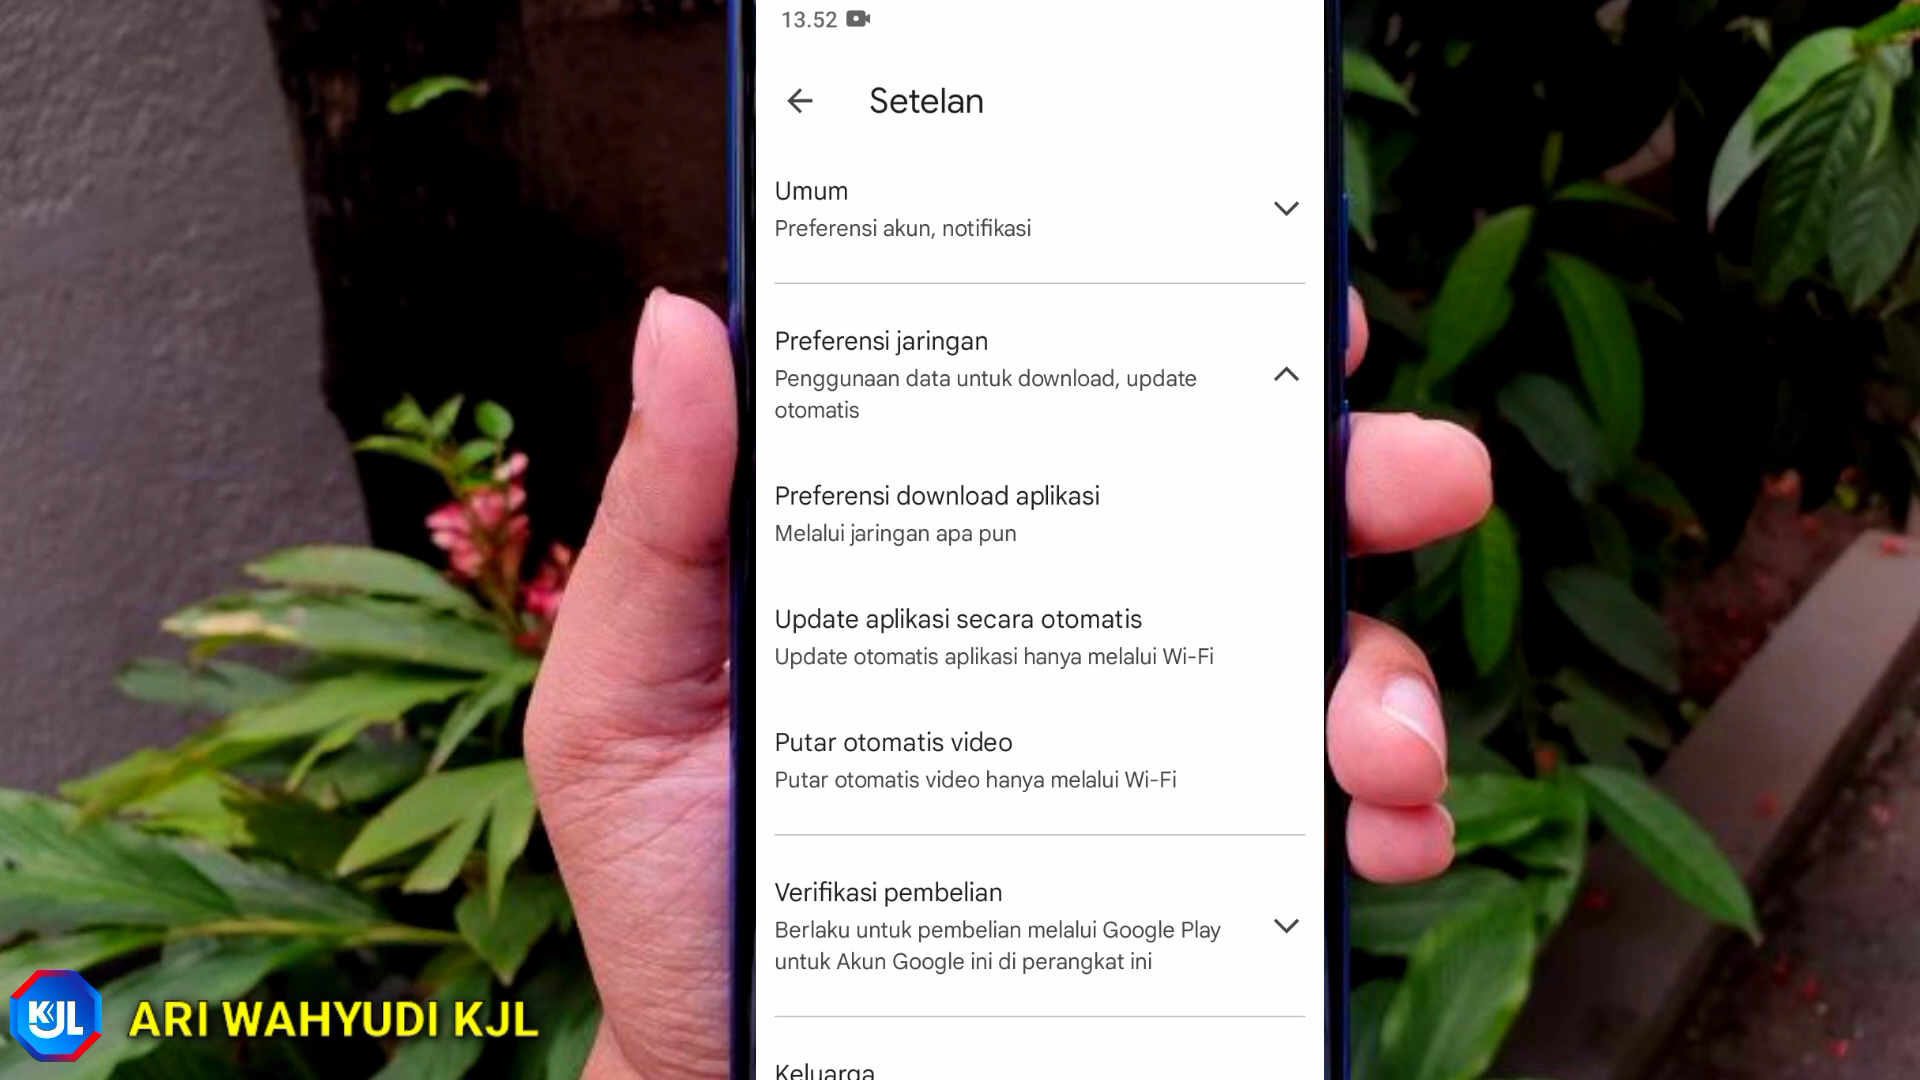 13.52
Setelan
Umum
Preferensi akun, notifikasi
Preferensi jaringan
Penggunaan data untuk download, update
otomatis
Preferensi download aplikasi
Melalui jaringan apa pun
Update aplikasi secara otomatis
Update otomatis aplikasi hanya melalui Wi-Fi
Putar otomatis video
Putar otomatis video hanya melalui Wi-Fi
Verifikasi pembelian
Berlaku untuk pembelian melalui Google Play
untuk Akun Google ini di perangkat ini
Keluarga
KJL
ARI WAHYUDI KJL